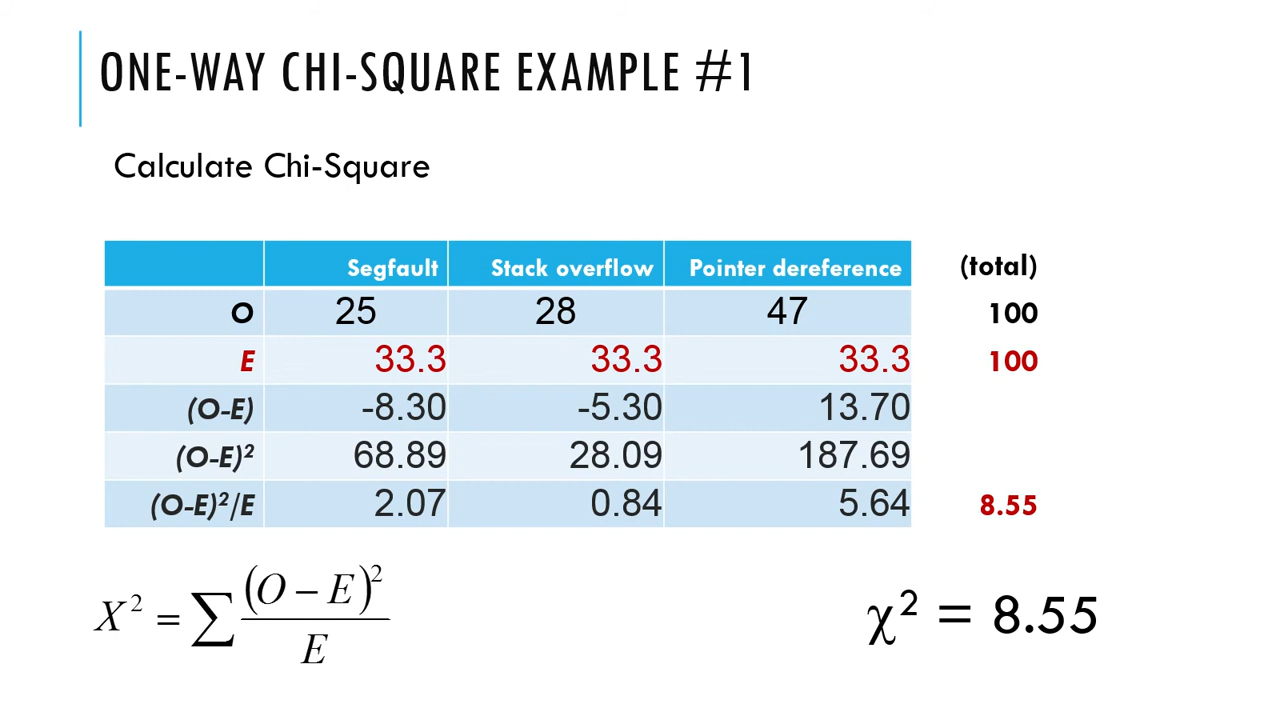 ONE-WAY CHI-SQUARE EXAMPLE #1
Calculate Chi-Square
Segfault Stack overflow Pointer dereference (total)
O 25 28 47 100
E 33.3 33.3 33.3 100
(O-E) -8.30 -5.30 13.70
(O-E)² 68.89 28.09 187.69
(O-E)²/E 2.07 0.84 5.64 8.55
X² = ∑ (O − E)² / E
χ² = 8.55